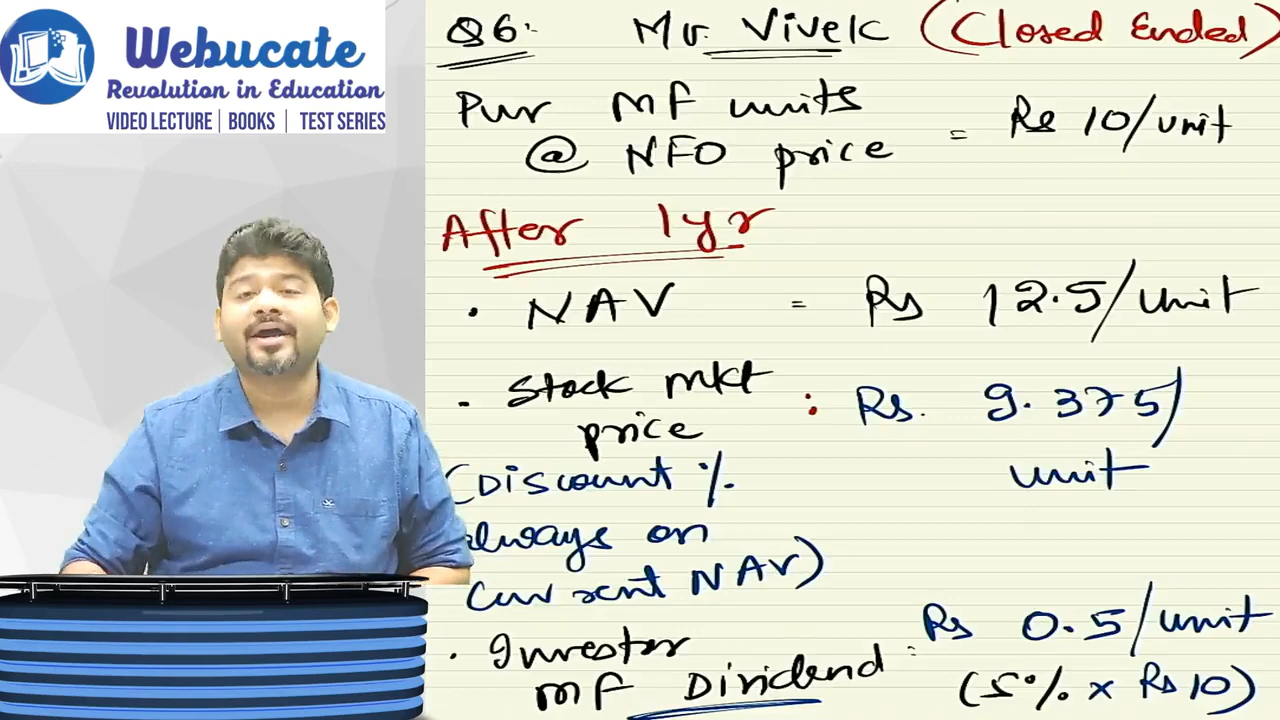 Webucate
Revolution in Education
VIDEO LECTURE | BOOKS | TEST SERIES
Q6:- Mr. Vivek (Closed Ended)
Pur MF units
@ NFO price = Rs 10/unit
After 1yr
• NAV = Rs 12.5/unit
• Stock mkt
price : Rs. 9.375/
unit
(Discount %
always on
Current NAV)
• Investor
MF Dividend = Rs 0.5/unit
(5% x Rs 10)